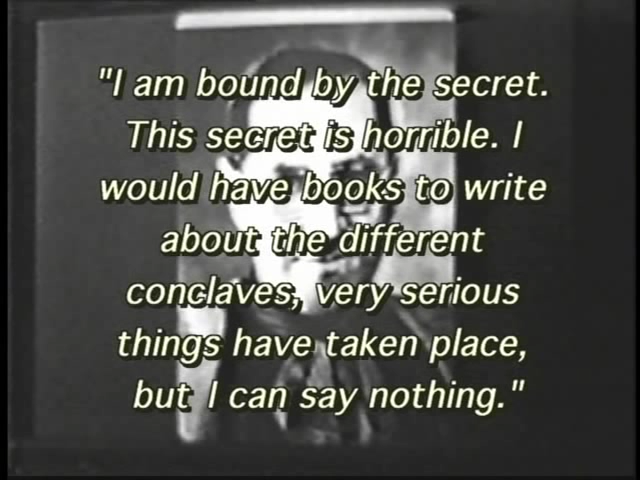 "I am bound by the secret.
This secret is horrible. I
would have books to write
about the different
conclaves, very serious
things have taken place,
but I can say nothing."